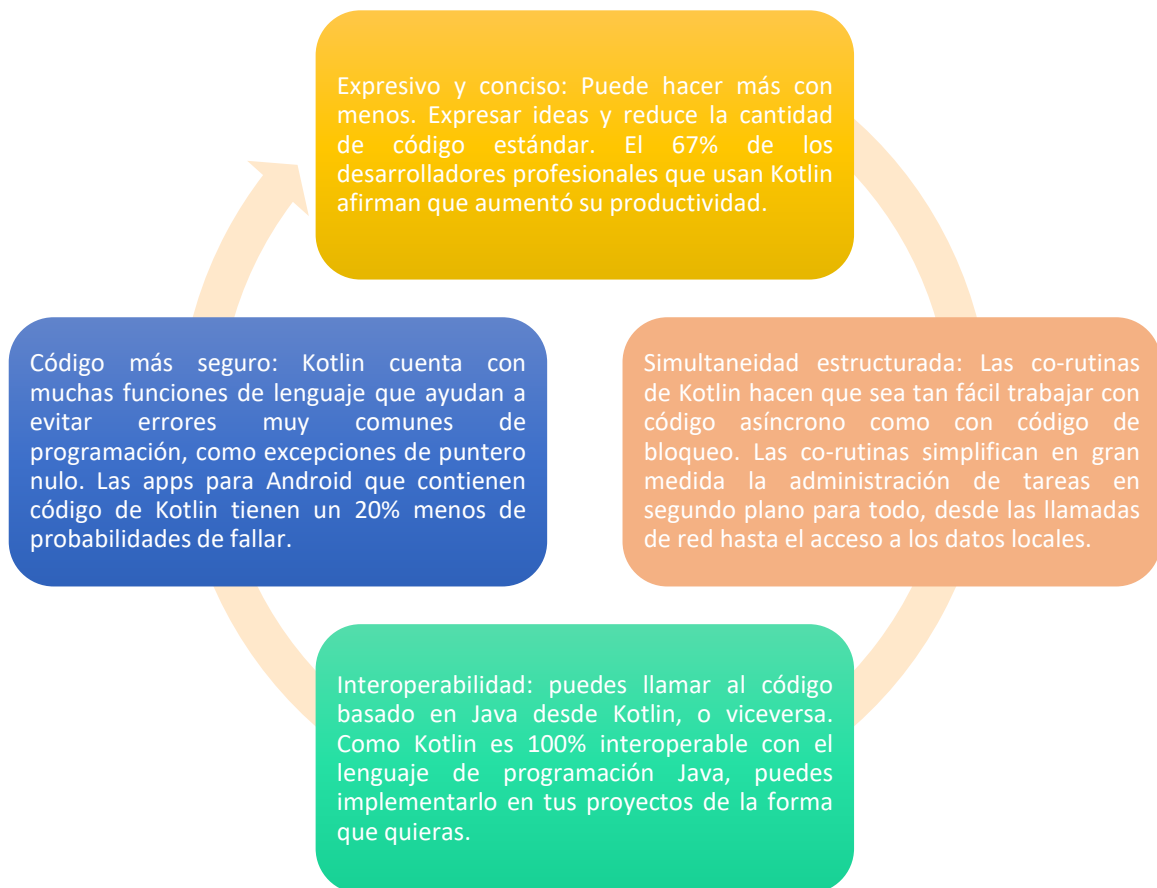 Expresivo y conciso: Puede hacer más con
menos. Expresar ideas y reduce la cantidad
de código estándar. El 67% de los
desarrolladores profesionales que usan Kotlin
afirman que aumentó su productividad.
Simultaneidad estructurada: Las co-rutinas
de Kotlin hacen que sea tan fácil trabajar con
código asíncrono como con código de
bloqueo. Las co-rutinas simplifican en gran
medida la administración de tareas en
segundo plano para todo, desde las llamadas
de red hasta el acceso a los datos locales.
Interoperabilidad: puedes llamar al código
basado en Java desde Kotlin, o viceversa.
Como Kotlin es 100% interoperable con el
lenguaje de programación Java, puedes
implementarlo en tus proyectos de la forma
que quieras.
Código más seguro: Kotlin cuenta con
muchas funciones de lenguaje que ayudan a
evitar errores muy comunes de
programación, como excepciones de puntero
nulo. Las apps para Android que contienen
código de Kotlin tienen un 20% menos de
probabilidades de fallar.